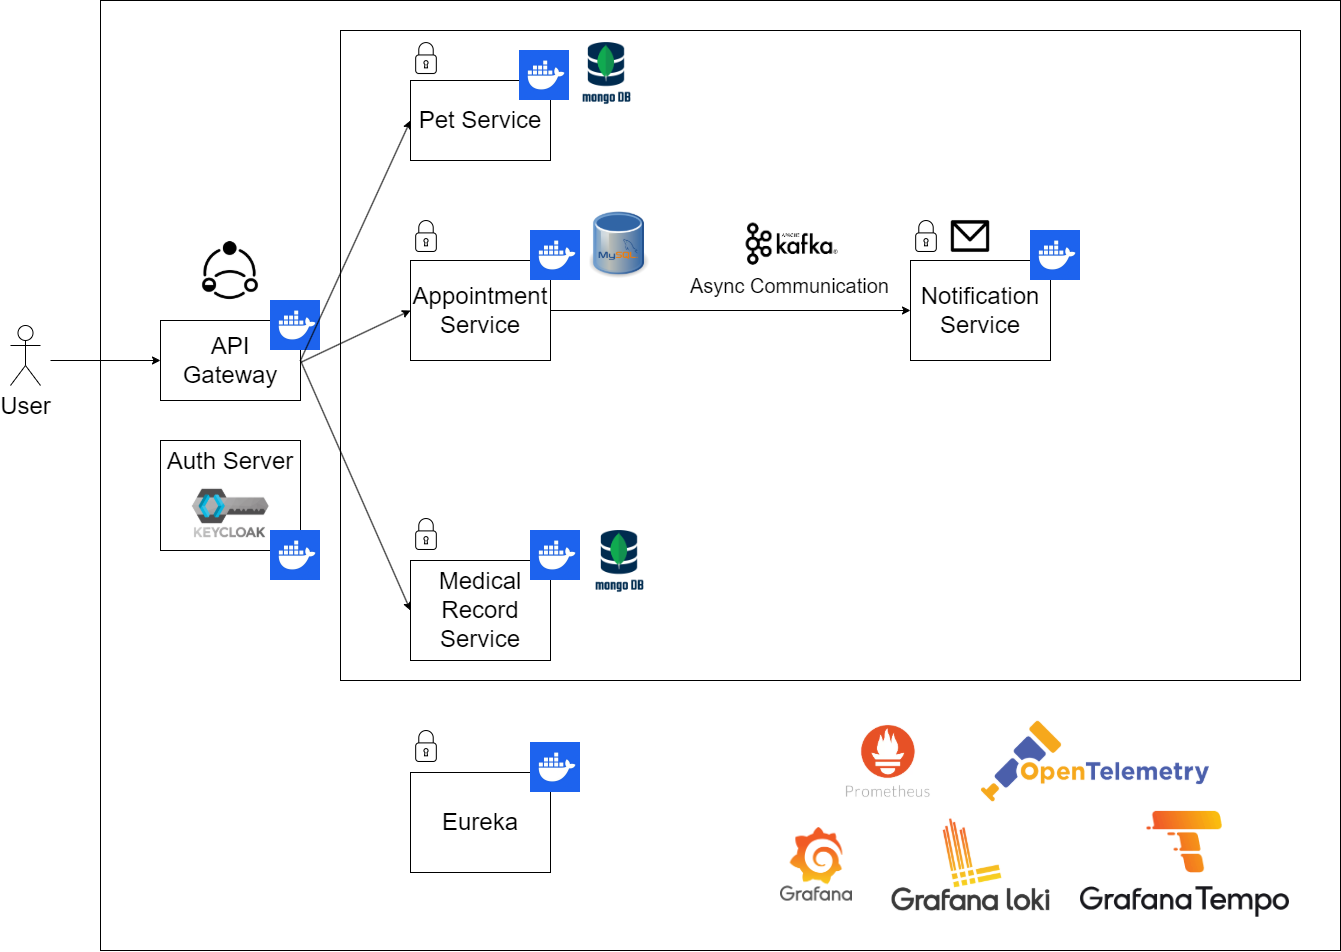 mongo DB
Pet Service
MySQL
APACHE
kafka
®
Async Communication
Appointment
Service
Notification
Service
API
Gateway
User
Auth Server
KEYCLOAK
mongo DB
Medical
Record
Service
Eureka
Prometheus
OpenTelemetry
Grafana
Grafana loki
Grafana Tempo